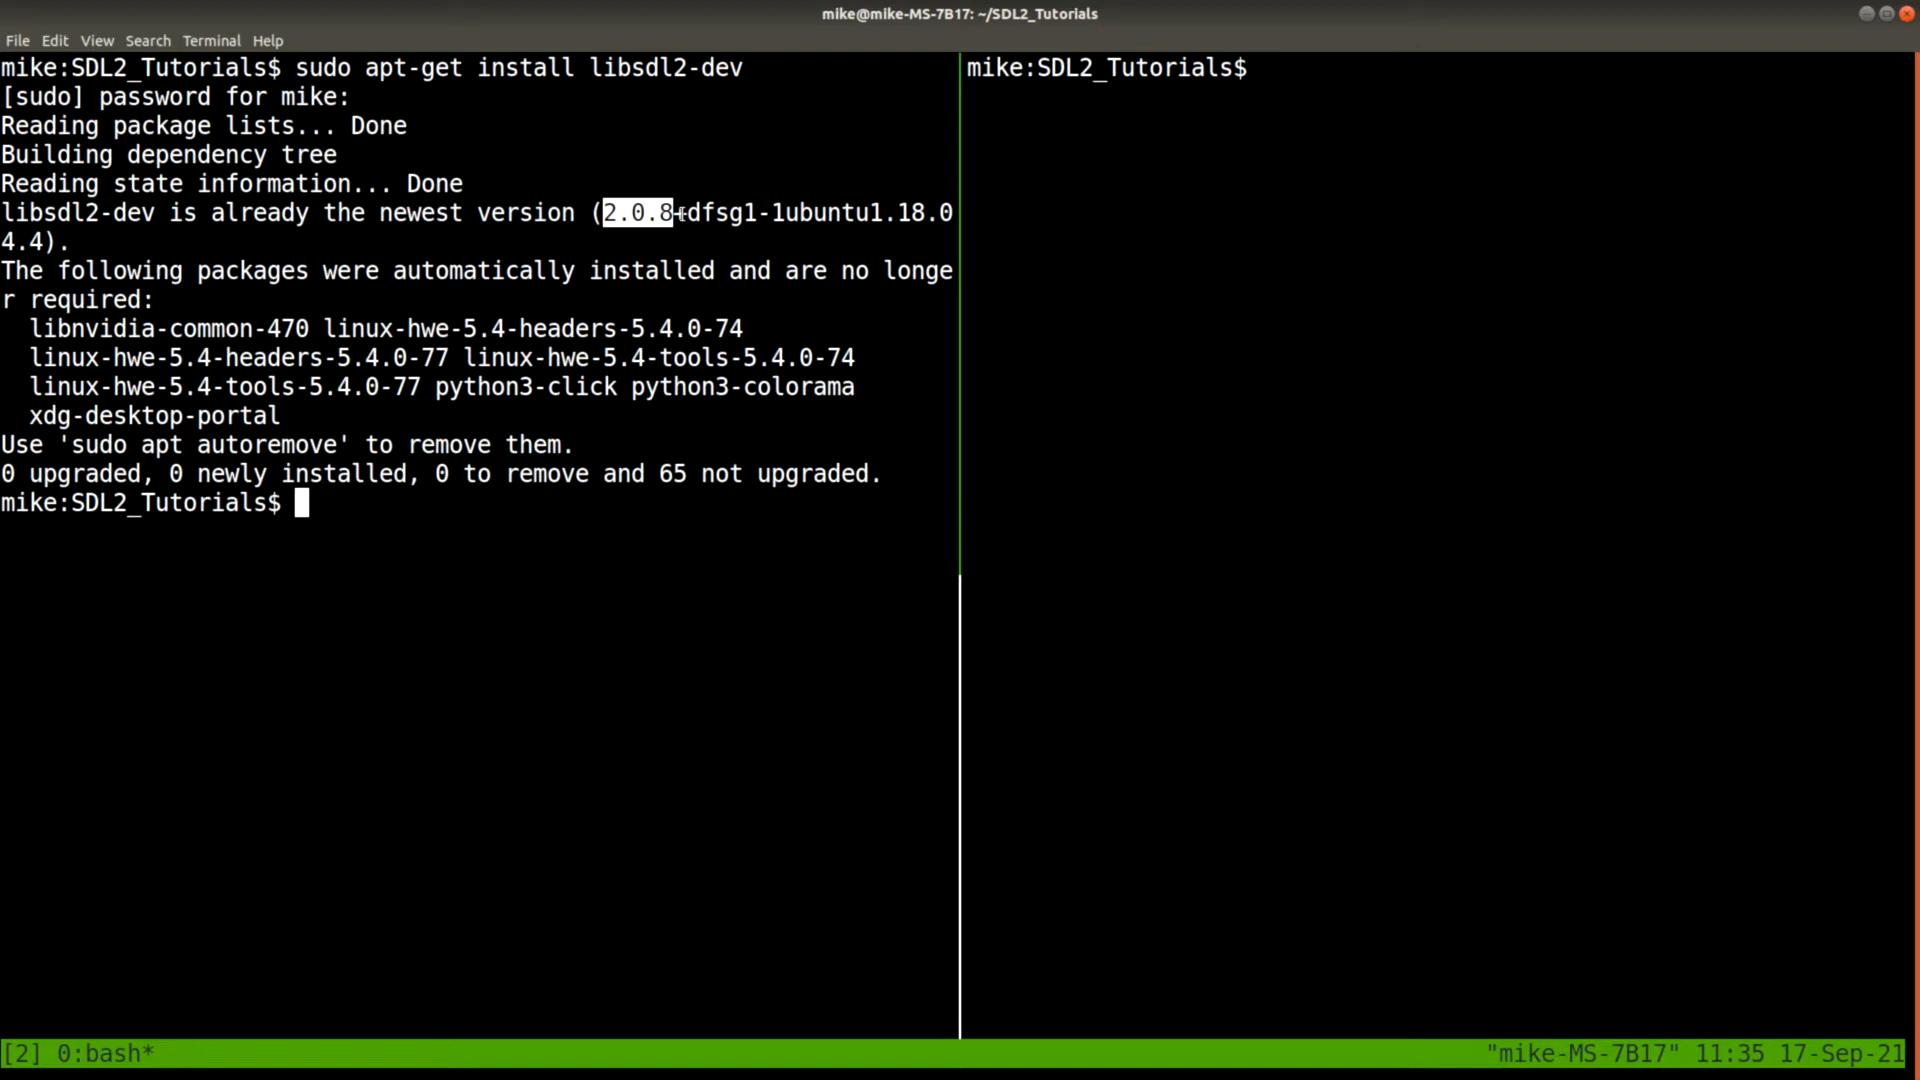 mike@mike-MS-7B17: ~/SDL2_Tutorials
File Edit View Search Terminal Help
mike:SDL2_Tutorials$ sudo apt-get install libsdl2-dev
[sudo] password for mike:
Reading package lists... Done
Building dependency tree
Reading state information... Done
libsdl2-dev is already the newest version (2.0.8+dfsg1-1ubuntu1.18.0
4.4).
The following packages were automatically installed and are no longe
r required:
  libnvidia-common-470 linux-hwe-5.4-headers-5.4.0-74
  linux-hwe-5.4-headers-5.4.0-77 linux-hwe-5.4-tools-5.4.0-74
  linux-hwe-5.4-tools-5.4.0-77 python3-click python3-colorama
  xdg-desktop-portal
Use 'sudo apt autoremove' to remove them.
0 upgraded, 0 newly installed, 0 to remove and 65 not upgraded.
mike:SDL2_Tutorials$
mike:SDL2_Tutorials$
[2] 0:bash* "mike-MS-7B17" 11:35 17-Sep-21